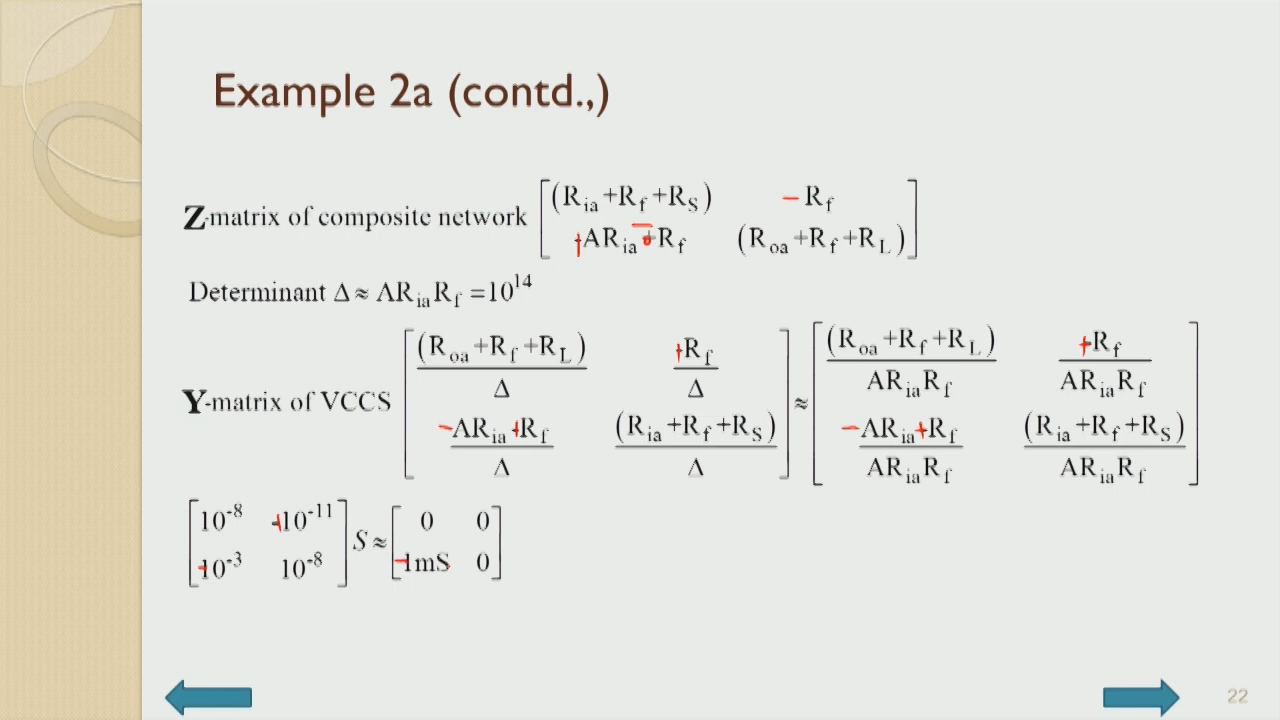 Example 2a (contd.,)
Z-matrix of composite network [ (R_ia +R_f +R_S)   − R_f
+AR_ia − R_f   (R_oa +R_f +R_L) ]
Determinant Δ ≈ AR_ia R_f = 10^14
Y-matrix of VCCS [ (R_oa +R_f +R_L)/Δ   +R_f/Δ ] ≈ [ (R_oa +R_f +R_L)/AR_ia R_f   +R_f/AR_ia R_f ]
[ −AR_ia +R_f/Δ   (R_ia +R_f +R_S)/Δ ]   [ −AR_ia +R_f/AR_ia R_f   (R_ia +R_f +R_S)/AR_ia R_f ]
[ 10^-8   +10^-11 ] S ≈ [ 0   0 ]
[ −10^-3   10^-8 ]   [ −1mS   0 ]
22